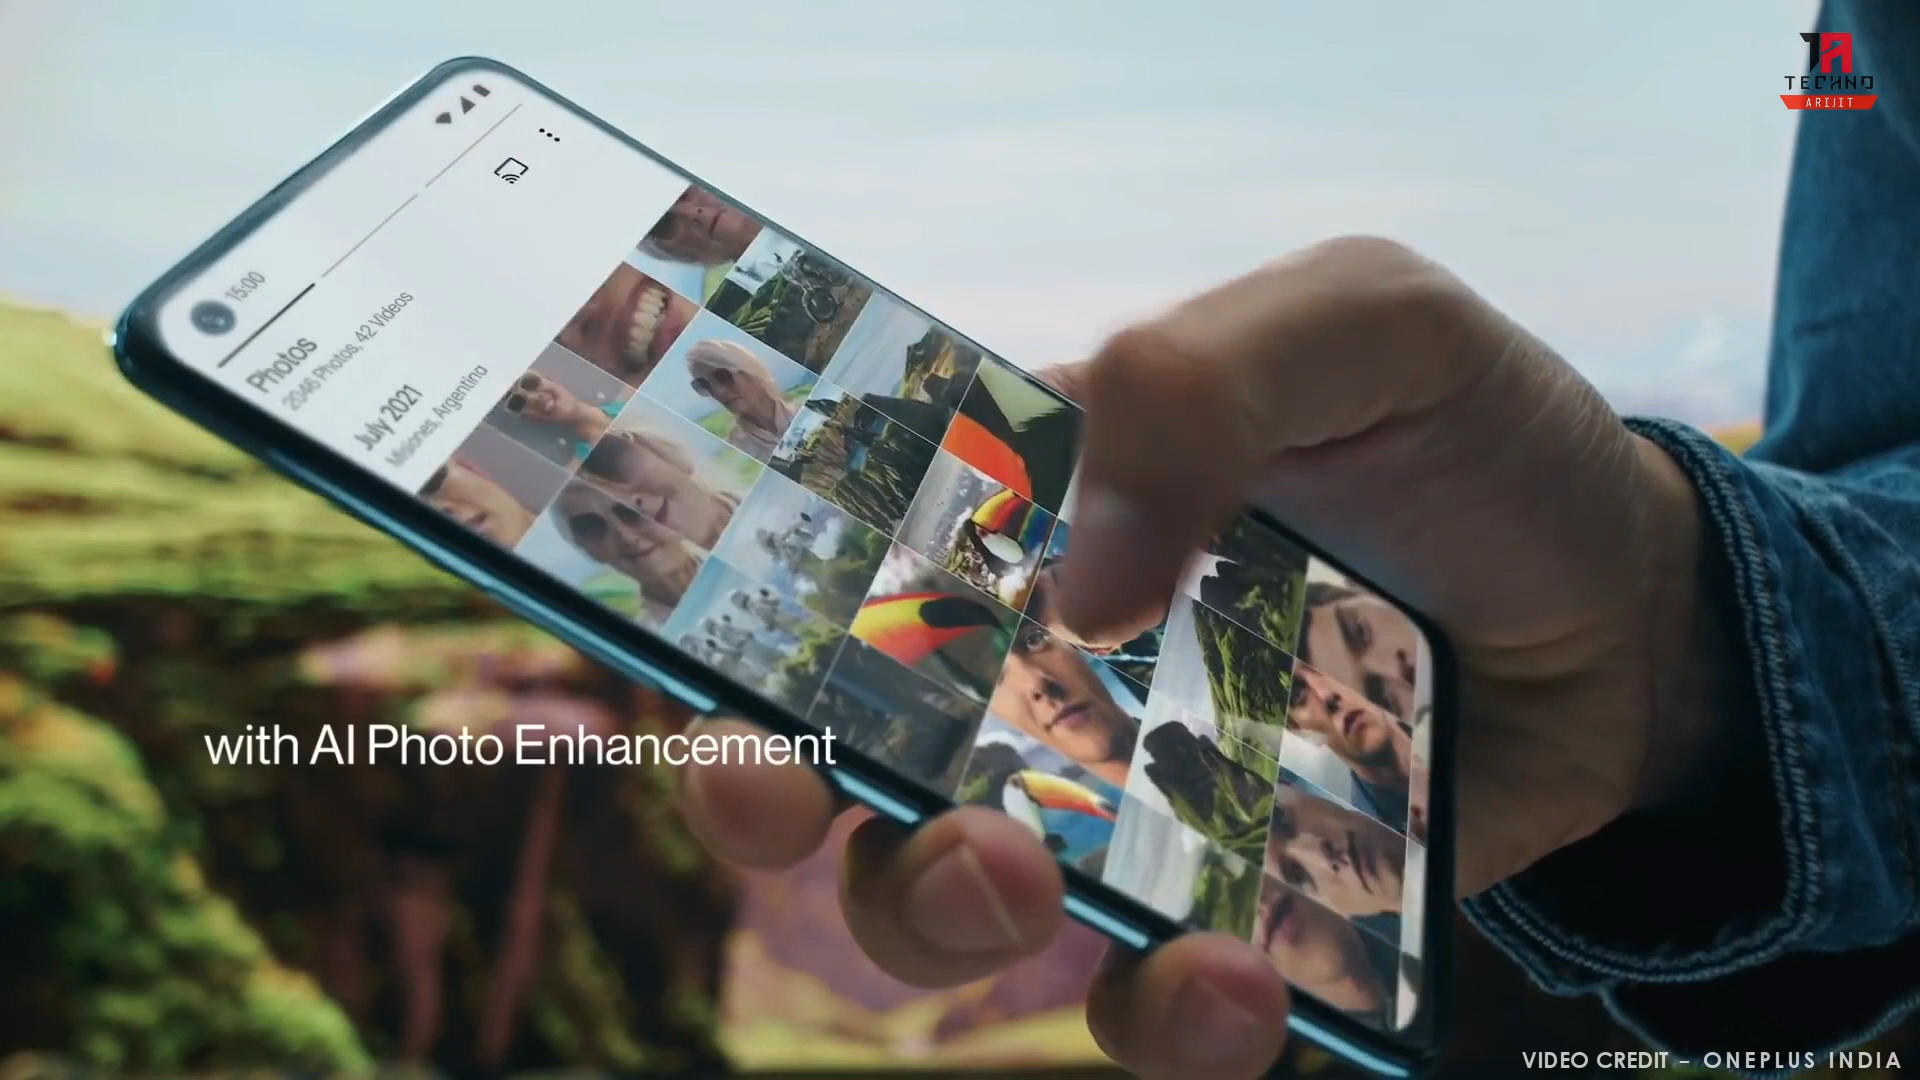 TECHNO
ARIJIT
15:00
Photos
2046 Photos, 42 Videos
July 2021
Misiones, Argentina
with AI Photo Enhancement
VIDEO CREDIT – ONEPLUS INDIA